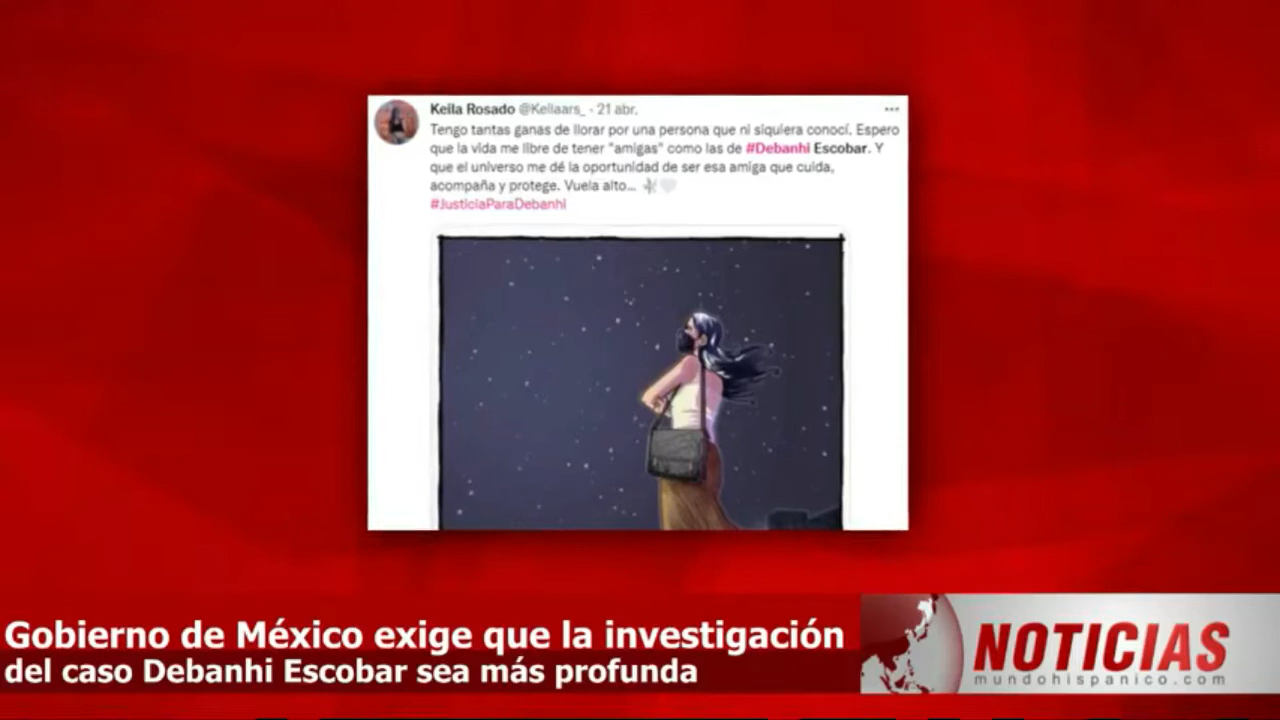 Keila Rosado @Keilaars_ · 21 abr.
Tengo tantas ganas de llorar por una persona que ni siquiera conocí. Espero
que la vida me libre de tener "amigas" como las de #Debanhi Escobar. Y
que el universo me dé la oportunidad de ser esa amiga que cuida,
acompaña y protege. Vuela alto...
#JusticiaParaDebanhi
Gobierno de México exige que la investigación
del caso Debanhi Escobar sea más profunda
NOTICIAS
mundohispanico.com